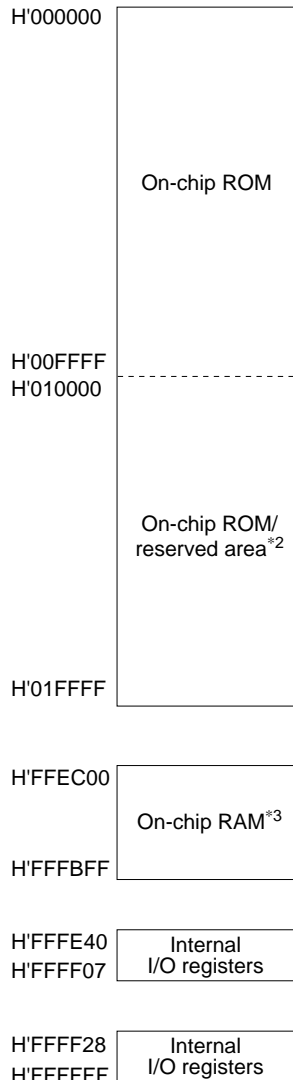 H'000000
On-chip ROM
H'00FFFF
H'010000
On-chip ROM/
reserved area*2
H'01FFFF
H'FFEC00
On-chip RAM*3
H'FFFBFF
H'FFFE40
Internal
I/O registers
H'FFFF07
H'FFFF28
Internal
I/O registers
H'FFFFFF